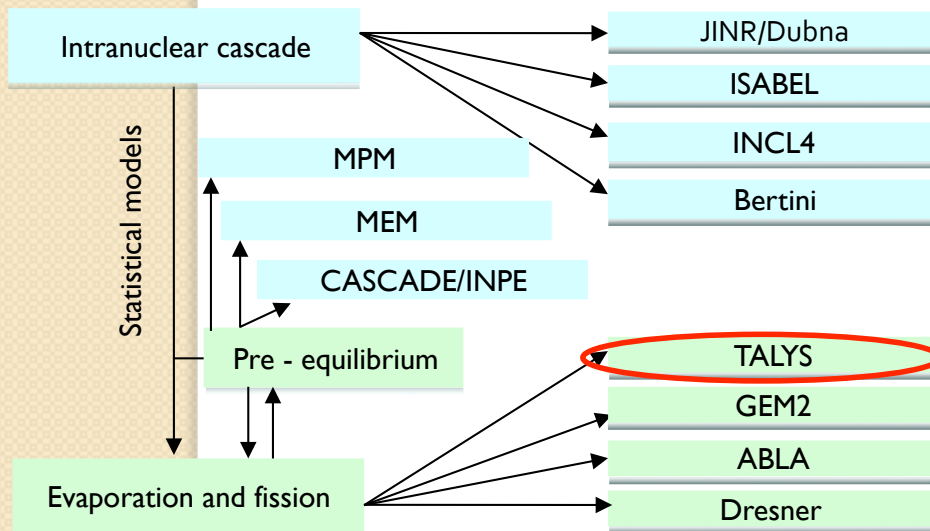 Intranuclear cascade
JINR/Dubna
ISABEL
INCL4
Bertini
Statistical models
MPM
MEM
CASCADE/INPE
Pre - equilibrium
TALYS
GEM2
ABLA
Dresner
Evaporation and fission